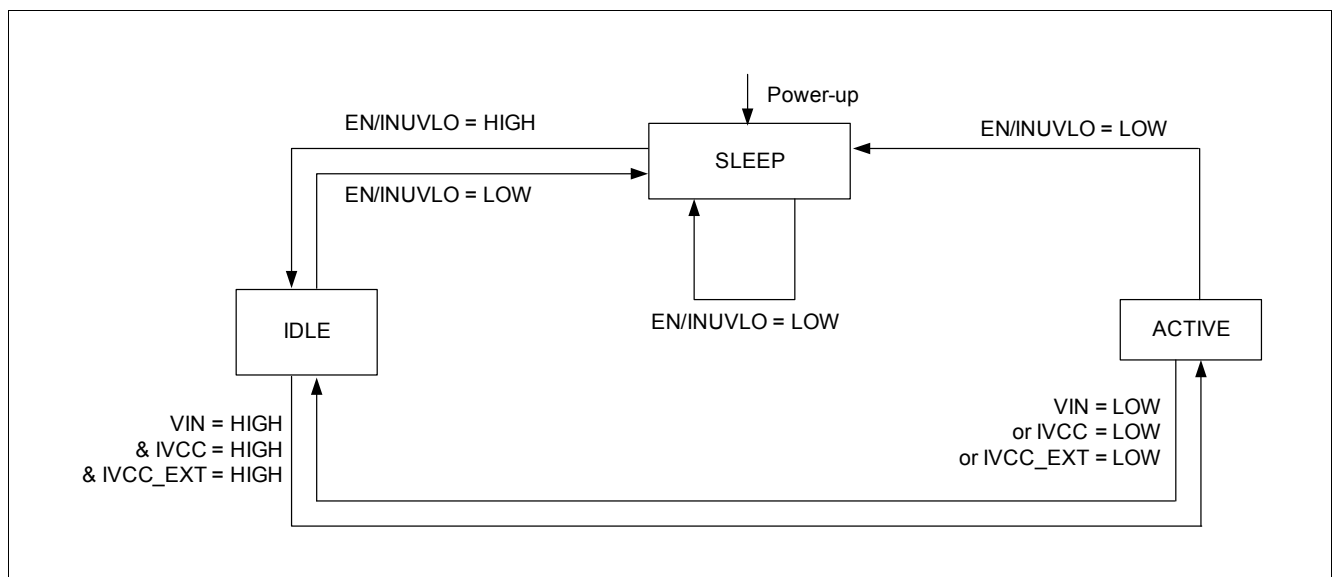 Power-up
EN/INUVLO = HIGH
EN/INUVLO = LOW
SLEEP
EN/INUVLO = LOW
EN/INUVLO = LOW
IDLE
ACTIVE
VIN = HIGH
& IVCC = HIGH
& IVCC_EXT = HIGH
VIN = LOW
or IVCC = LOW
or IVCC_EXT = LOW